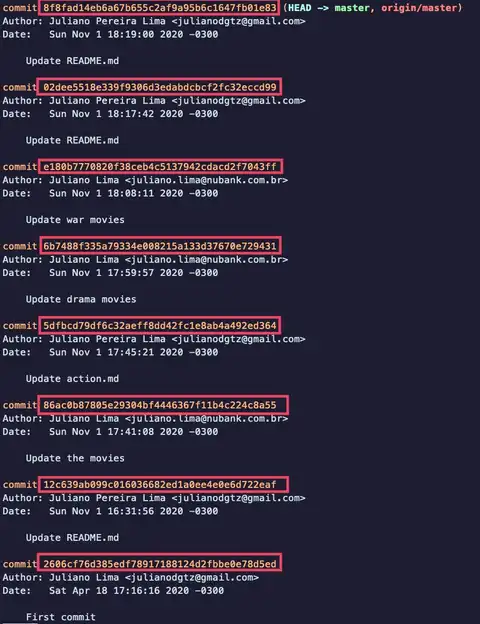 commit 8f8fad14eb6a67b655c2af9a95b6c1647fb01e83 (HEAD -> master, origin/master)
Author: Juliano Pereira Lima <julianodgtz@gmail.com>
Date:   Sun Nov 1 18:19:00 2020 -0300
Update README.md
commit 02dee5518e339f9306d3edabdcbcf2fc32eccd99
Author: Juliano Pereira Lima <julianodgtz@gmail.com>
Date:   Sun Nov 1 18:17:42 2020 -0300
Update README.md
commit e180b7770820f38ceb4c5137942cdacd2f7043ff
Author: Juliano Lima <juliano.lima@nubank.com.br>
Date:   Sun Nov 1 18:08:11 2020 -0300
Update war movies
commit 6b7488f335a79334e008215a133d37670e729431
Author: Juliano Lima <juliano.lima@nubank.com.br>
Date:   Sun Nov 1 17:59:57 2020 -0300
Update drama movies
commit 5dfbcd79df6c32aeff8dd42fc1e8ab4a492ed364
Author: Juliano Pereira Lima <julianodgtz@gmail.com>
Date:   Sun Nov 1 17:45:21 2020 -0300
Update action.md
commit 86ac0b87805e29304bf4446367f11b4c224c8a55
Author: Juliano Lima <juliano.lima@nubank.com.br>
Date:   Sun Nov 1 17:41:08 2020 -0300
Update the movies
commit 12c639ab099c016036682ed1a0ee4e0e6d722eaf
Author: Juliano Pereira Lima <julianodgtz@gmail.com>
Date:   Sun Nov 1 16:31:56 2020 -0300
Update README.md
commit 2606cf76d385edf78917188124d2fbbe0e78d5ed
Author: Juliano Lima <julianodgtz@gmail.com>
Date:   Sat Apr 18 17:16:16 2020 -0300
First commit